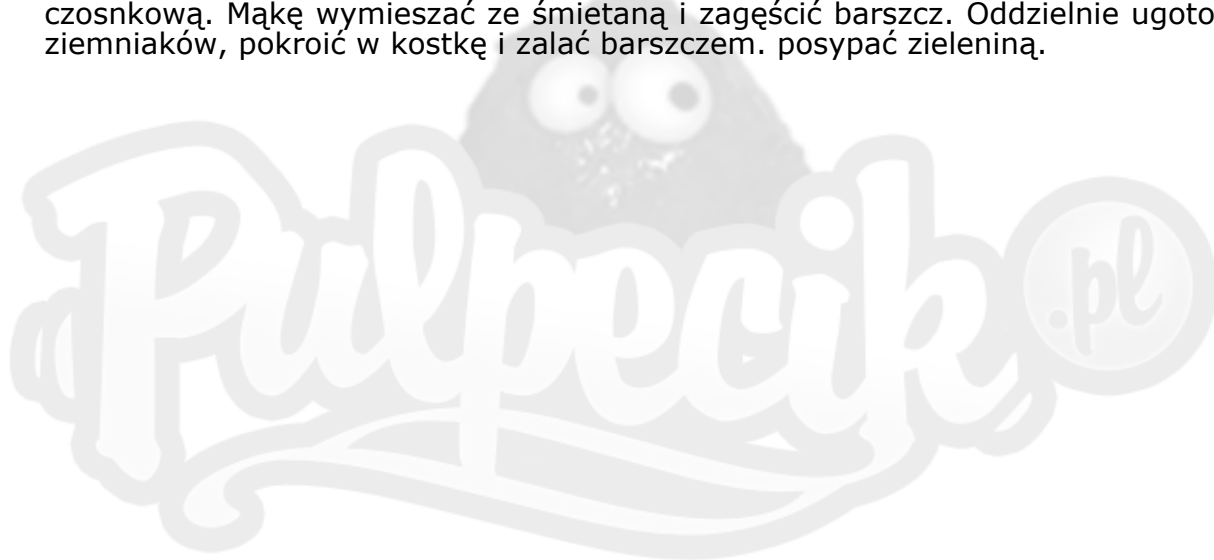 czosnkową. Mąkę wymieszać ze śmietaną i zagęścić barszcz. Oddzielnie ugoto
ziemniaków, pokroić w kostkę i zalać barszczem. posypać zieleniną.
Pulpecik .pl